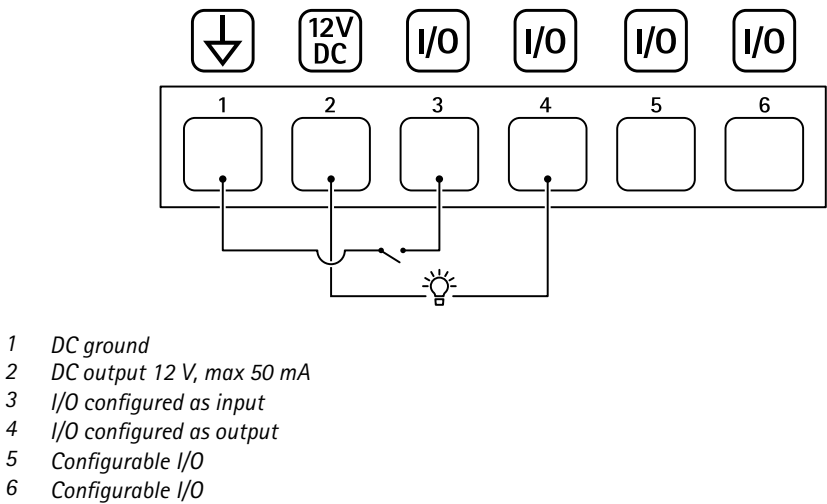 12V
DC
I/O
I/O
I/O
I/O
1 2 3 4 5 6
1 DC ground
2 DC output 12 V, max 50 mA
3 I/O configured as input
4 I/O configured as output
5 Configurable I/O
6 Configurable I/O